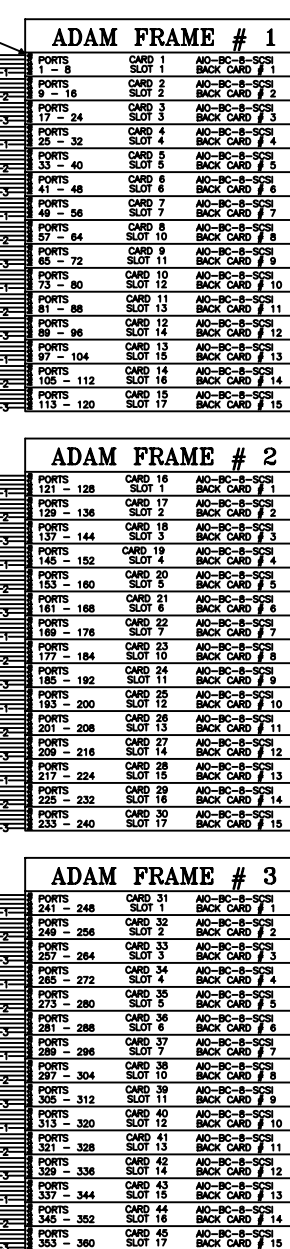 ADAM FRAME # 1
PORTS CARD 1 AIO-BC-8-SCSI
1 - 8 SLOT 1 BACK CARD # 1
PORTS CARD 2 AIO-BC-8-SCSI
9 - 16 SLOT 2 BACK CARD # 2
PORTS CARD 3 AIO-BC-8-SCSI
17 - 24 SLOT 3 BACK CARD # 3
PORTS CARD 4 AIO-BC-8-SCSI
25 - 32 SLOT 4 BACK CARD # 4
PORTS CARD 5 AIO-BC-8-SCSI
33 - 40 SLOT 5 BACK CARD # 5
PORTS CARD 6 AIO-BC-8-SCSI
41 - 48 SLOT 6 BACK CARD # 6
PORTS CARD 7 AIO-BC-8-SCSI
49 - 56 SLOT 7 BACK CARD # 7
PORTS CARD 8 AIO-BC-8-SCSI
57 - 64 SLOT 10 BACK CARD # 8
PORTS CARD 9 AIO-BC-8-SCSI
65 - 72 SLOT 11 BACK CARD # 9
PORTS CARD 10 AIO-BC-8-SCSI
73 - 80 SLOT 12 BACK CARD # 10
PORTS CARD 11 AIO-BC-8-SCSI
81 - 88 SLOT 13 BACK CARD # 11
PORTS CARD 12 AIO-BC-8-SCSI
89 - 96 SLOT 14 BACK CARD # 12
PORTS CARD 13 AIO-BC-8-SCSI
97 - 104 SLOT 15 BACK CARD # 13
PORTS CARD 14 AIO-BC-8-SCSI
105 - 112 SLOT 16 BACK CARD # 14
PORTS CARD 15 AIO-BC-8-SCSI
113 - 120 SLOT 17 BACK CARD # 15
ADAM FRAME # 2
PORTS CARD 16 AIO-BC-8-SCSI
121 - 128 SLOT 1 BACK CARD # 1
PORTS CARD 17 AIO-BC-8-SCSI
129 - 136 SLOT 2 BACK CARD # 2
PORTS CARD 18 AIO-BC-8-SCSI
137 - 144 SLOT 3 BACK CARD # 3
PORTS CARD 19 AIO-BC-8-SCSI
145 - 152 SLOT 4 BACK CARD # 4
PORTS CARD 20 AIO-BC-8-SCSI
153 - 160 SLOT 5 BACK CARD # 5
PORTS CARD 21 AIO-BC-8-SCSI
161 - 168 SLOT 6 BACK CARD # 6
PORTS CARD 22 AIO-BC-8-SCSI
169 - 176 SLOT 7 BACK CARD # 7
PORTS CARD 23 AIO-BC-8-SCSI
177 - 184 SLOT 10 BACK CARD # 8
PORTS CARD 24 AIO-BC-8-SCSI
185 - 192 SLOT 11 BACK CARD # 9
PORTS CARD 25 AIO-BC-8-SCSI
193 - 200 SLOT 12 BACK CARD # 10
PORTS CARD 26 AIO-BC-8-SCSI
201 - 208 SLOT 13 BACK CARD # 11
PORTS CARD 27 AIO-BC-8-SCSI
209 - 216 SLOT 14 BACK CARD # 12
PORTS CARD 28 AIO-BC-8-SCSI
217 - 224 SLOT 15 BACK CARD # 13
PORTS CARD 29 AIO-BC-8-SCSI
225 - 232 SLOT 16 BACK CARD # 14
PORTS CARD 30 AIO-BC-8-SCSI
233 - 240 SLOT 17 BACK CARD # 15
ADAM FRAME # 3
PORTS CARD 31 AIO-BC-8-SCSI
241 - 248 SLOT 1 BACK CARD # 1
PORTS CARD 32 AIO-BC-8-SCSI
249 - 256 SLOT 2 BACK CARD # 2
PORTS CARD 33 AIO-BC-8-SCSI
257 - 264 SLOT 3 BACK CARD # 3
PORTS CARD 34 AIO-BC-8-SCSI
265 - 272 SLOT 4 BACK CARD # 4
PORTS CARD 35 AIO-BC-8-SCSI
273 - 280 SLOT 5 BACK CARD # 5
PORTS CARD 36 AIO-BC-8-SCSI
281 - 288 SLOT 6 BACK CARD # 6
PORTS CARD 37 AIO-BC-8-SCSI
289 - 296 SLOT 7 BACK CARD # 7
PORTS CARD 38 AIO-BC-8-SCSI
297 - 304 SLOT 10 BACK CARD # 8
PORTS CARD 39 AIO-BC-8-SCSI
305 - 312 SLOT 11 BACK CARD # 9
PORTS CARD 40 AIO-BC-8-SCSI
313 - 320 SLOT 12 BACK CARD # 10
PORTS CARD 41 AIO-BC-8-SCSI
321 - 328 SLOT 13 BACK CARD # 11
PORTS CARD 42 AIO-BC-8-SCSI
329 - 336 SLOT 14 BACK CARD # 12
PORTS CARD 43 AIO-BC-8-SCSI
337 - 344 SLOT 15 BACK CARD # 13
PORTS CARD 44 AIO-BC-8-SCSI
345 - 352 SLOT 16 BACK CARD # 14
PORTS CARD 45 AIO-BC-8-SCSI
353 - 360 SLOT 17 BACK CARD # 15